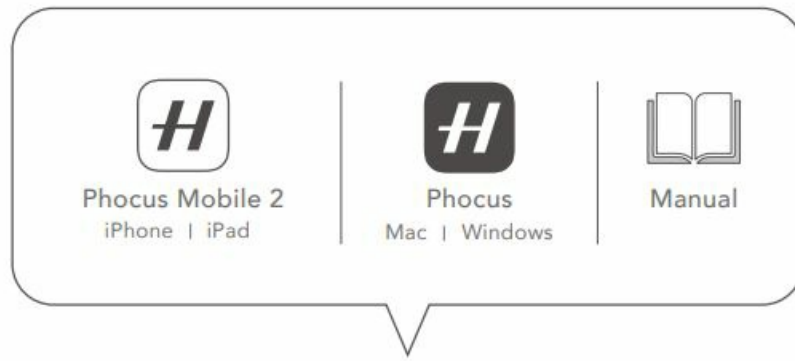 Phocus Mobile 2
iPhone | iPad
Phocus
Mac | Windows
Manual